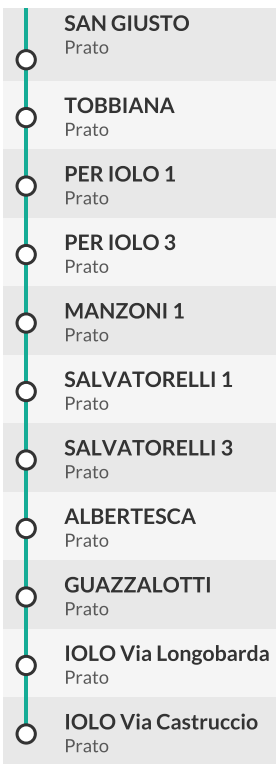 SAN GIUSTO
Prato
TOBBIANA
Prato
PER IOLO 1
Prato
PER IOLO 3
Prato
MANZONI 1
Prato
SALVATORELLI 1
Prato
SALVATORELLI 3
Prato
ALBERTESCA
Prato
GUAZZALOTTI
Prato
IOLO Via Longobarda
Prato
IOLO Via Castruccio
Prato